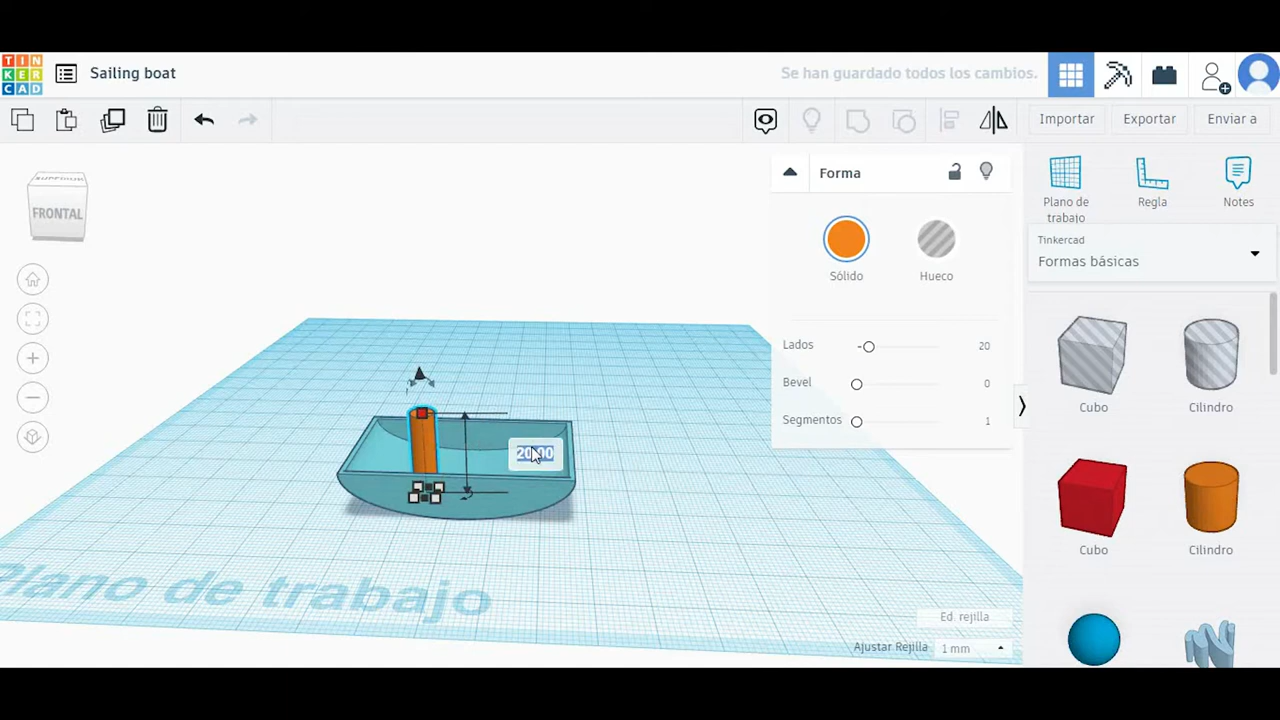 TIN
KER
CAD
Sailing boat
Se han guardado todos los cambios.
Importar
Exportar
Enviar a
Forma
Sólido
Hueco
Lados
20
Bevel
0
Segmentos
1
FRONTAL
Plano de
trabajo
Regla
Notes
Tinkercad
Formas básicas
Cubo
Cilindro
Cubo
Cilindro
20.00
Plano de trabajo
Ed. rejilla
Ajustar Rejilla
1 mm